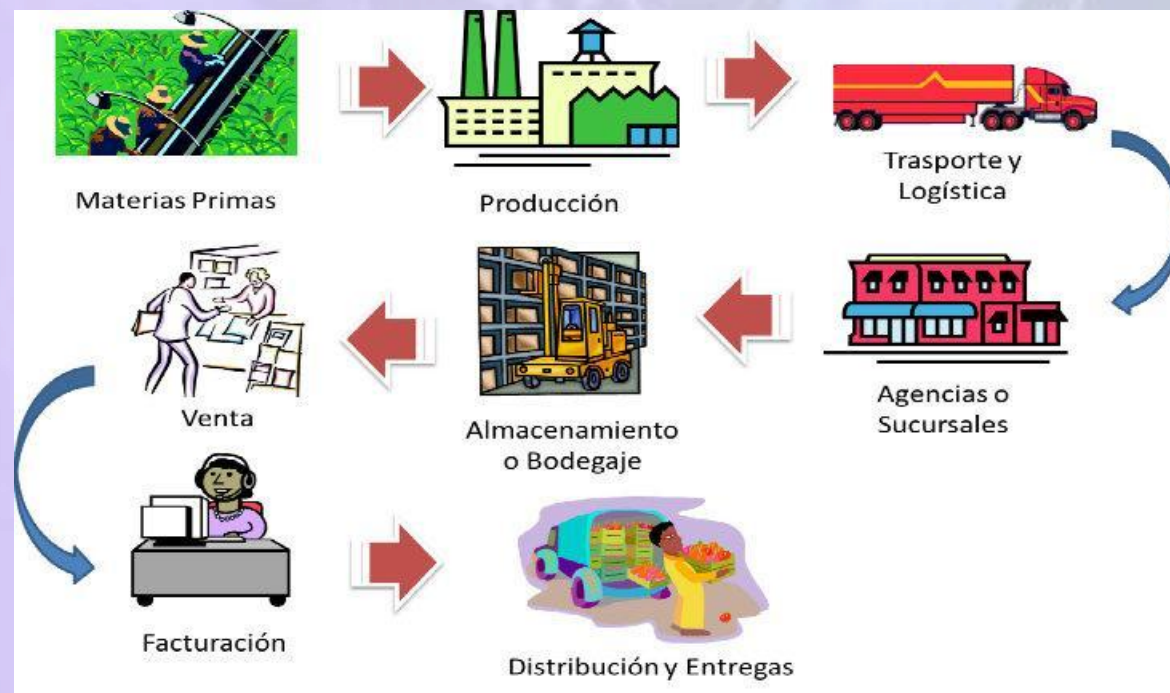 Materias Primas
Producción
Trasporte y
Logística
Agencias o
Sucursales
Almacenamiento
o Bodegaje
Venta
Facturación
Distribución y Entregas